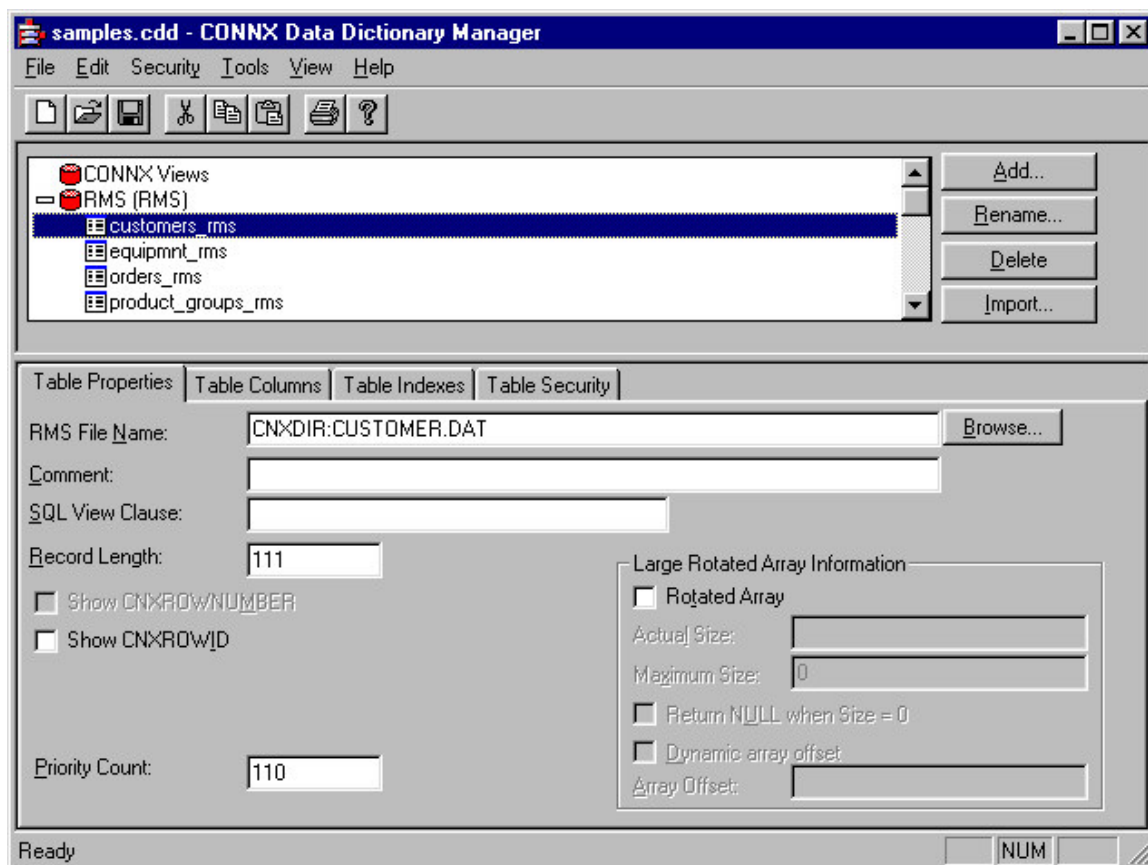 samples.cdd - CONNX Data Dictionary Manager
File Edit Security Tools View Help
CONNX Views
Add...
RMS (RMS)
Rename...
customers_rms
equipmnt_rms
Delete
orders_rms
product_groups_rms
Import...
Table Properties Table Columns Table Indexes Table Security
RMS File Name: CNXDIR:CUSTOMER.DAT Browse...
Comment:
SQL View Clause:
Record Length: 111
Large Rotated Array Information
Show CNXROWNUMBER
Rotated Array
Show CNXROWID
Actual Size:
Maximum Size: 0
Return NULL when Size = 0
Dynamic array offset
Priority Count: 110
Array Offset:
Ready NUM